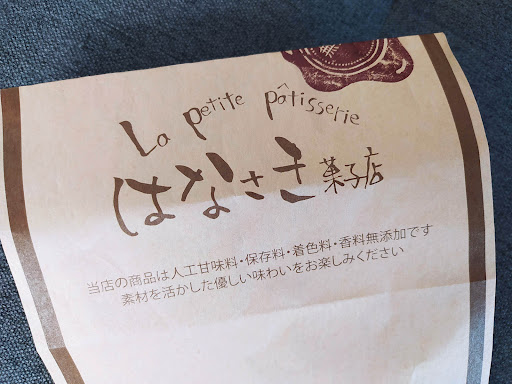 La petite pâtisserie
はなさき菓子店
当店の商品は人工甘味料・保存料・着色料・香料無添加です
素材を活かした優しい味わいをお楽しみください